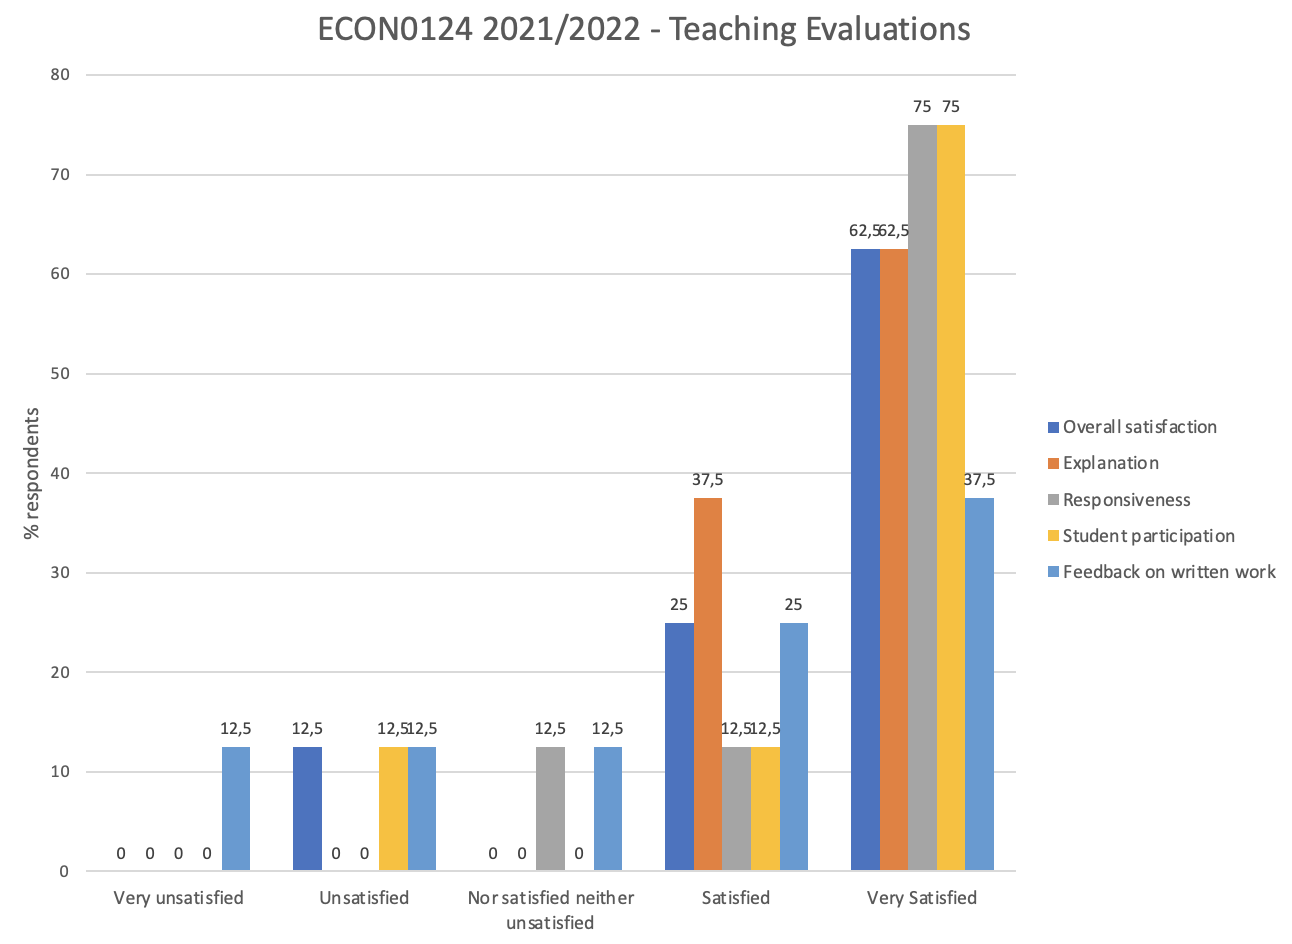 ECON0124 2021/2022 - Teaching Evaluations
80
70
60
50
40
30
20
10
0
% respondents
0 0 0 0 12,5
12,5 0 0 12,5 12,5
0 0 12,5 0 12,5
25 37,5 12,5 12,5 25
62,5 62,5 75 75 37,5
Very unsatisfied
Unsatisfied
Nor satisfied neither
unsatisfied
Satisfied
Very Satisfied
Overall satisfaction
Explanation
Responsiveness
Student participation
Feedback on written work